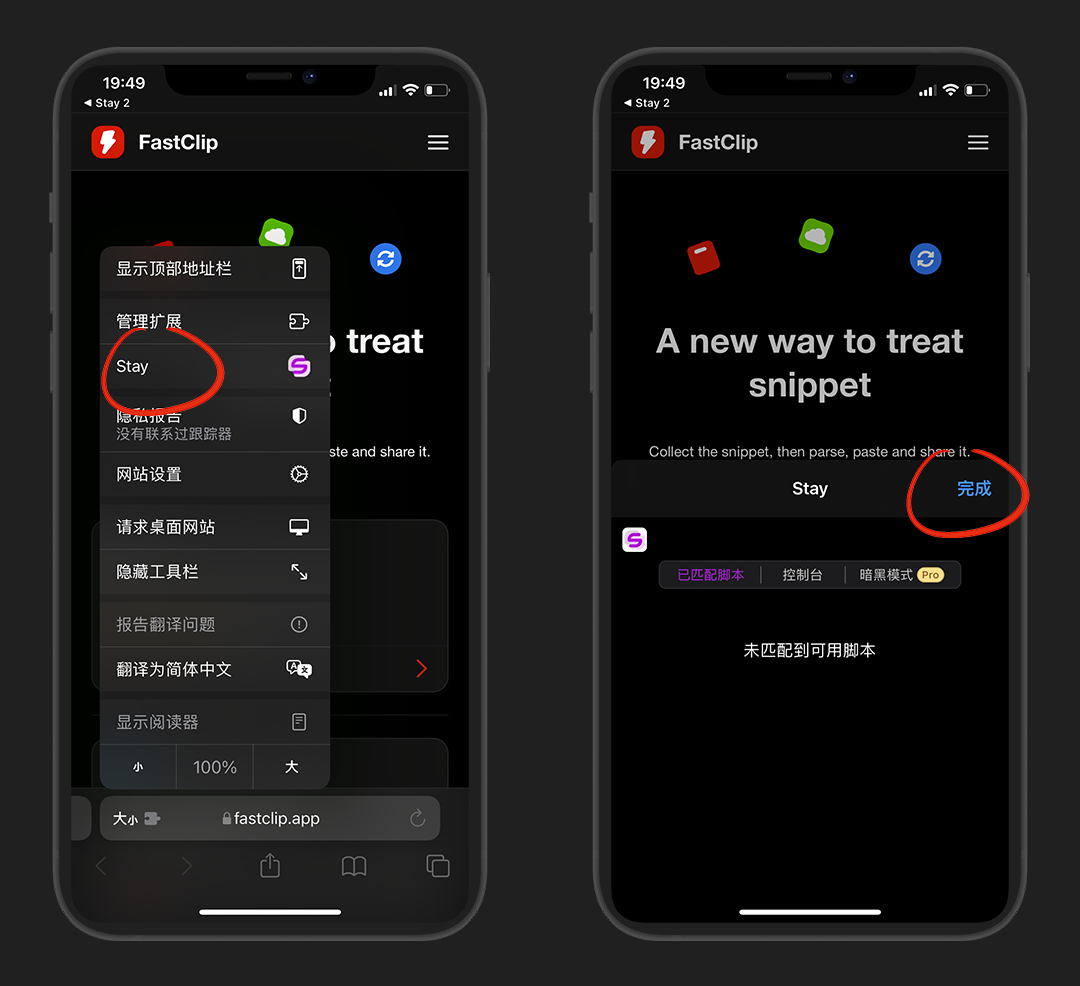 19:49
◀ Stay 2
FastClip
显示顶部地址栏
管理扩展
o treat
Stay
隐私报告
没有联系过跟踪器
ste and share it.
网站设置
请求桌面网站
隐藏工具栏
报告翻译问题
翻译为简体中文
显示阅读器
小 100% 大
大小 fastclip.app
19:49
◀ Stay 2
FastClip
A new way to treat
snippet
Collect the snippet, then parse, paste and share it.
Stay 完成
已匹配脚本 控制台 暗黑模式 Pro
未匹配到可用脚本